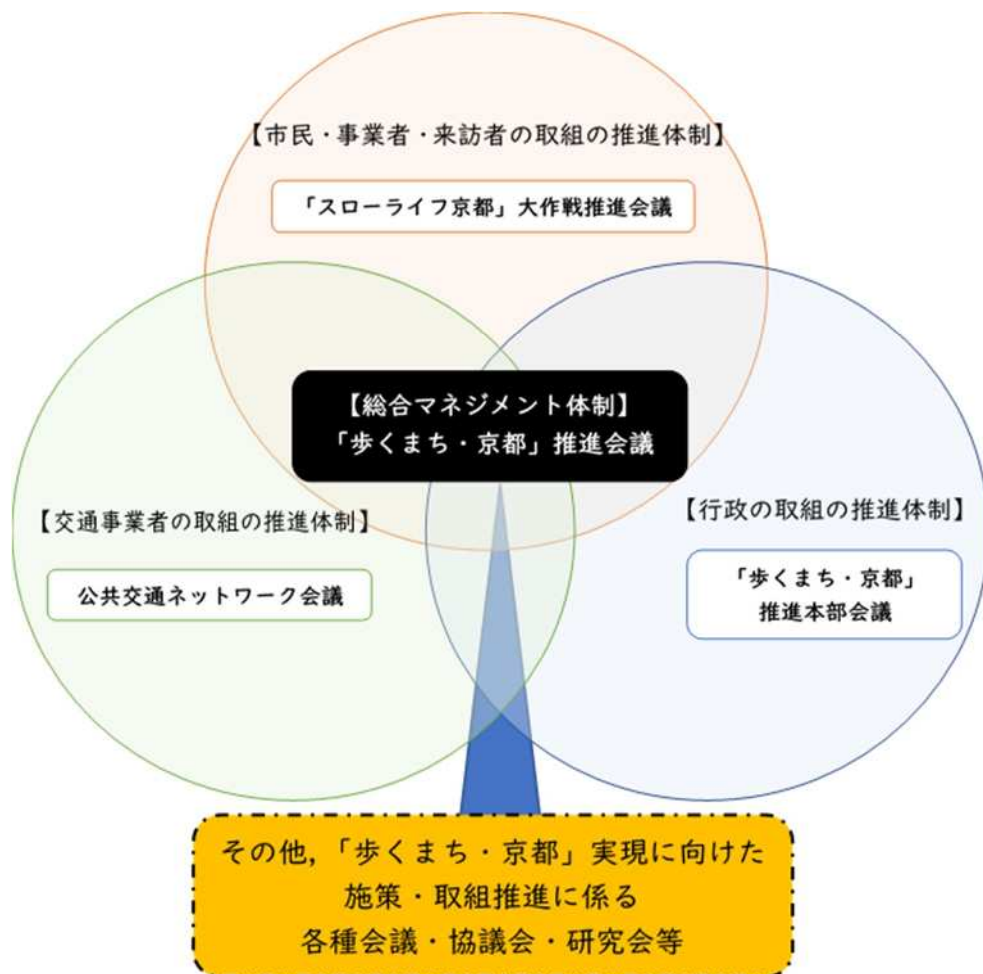 【市民・事業者・来訪者の取組の推進体制】
「スローライフ京都」大作戦推進会議
【総合マネジメント体制】
「歩くまち・京都」推進会議
【交通事業者の取組の推進体制】
公共交通ネットワーク会議
【行政の取組の推進体制】
「歩くまち・京都」
推進本部会議
その他,「歩くまち・京都」実現に向けた
施策・取組推進に係る
各種会議・協議会・研究会等